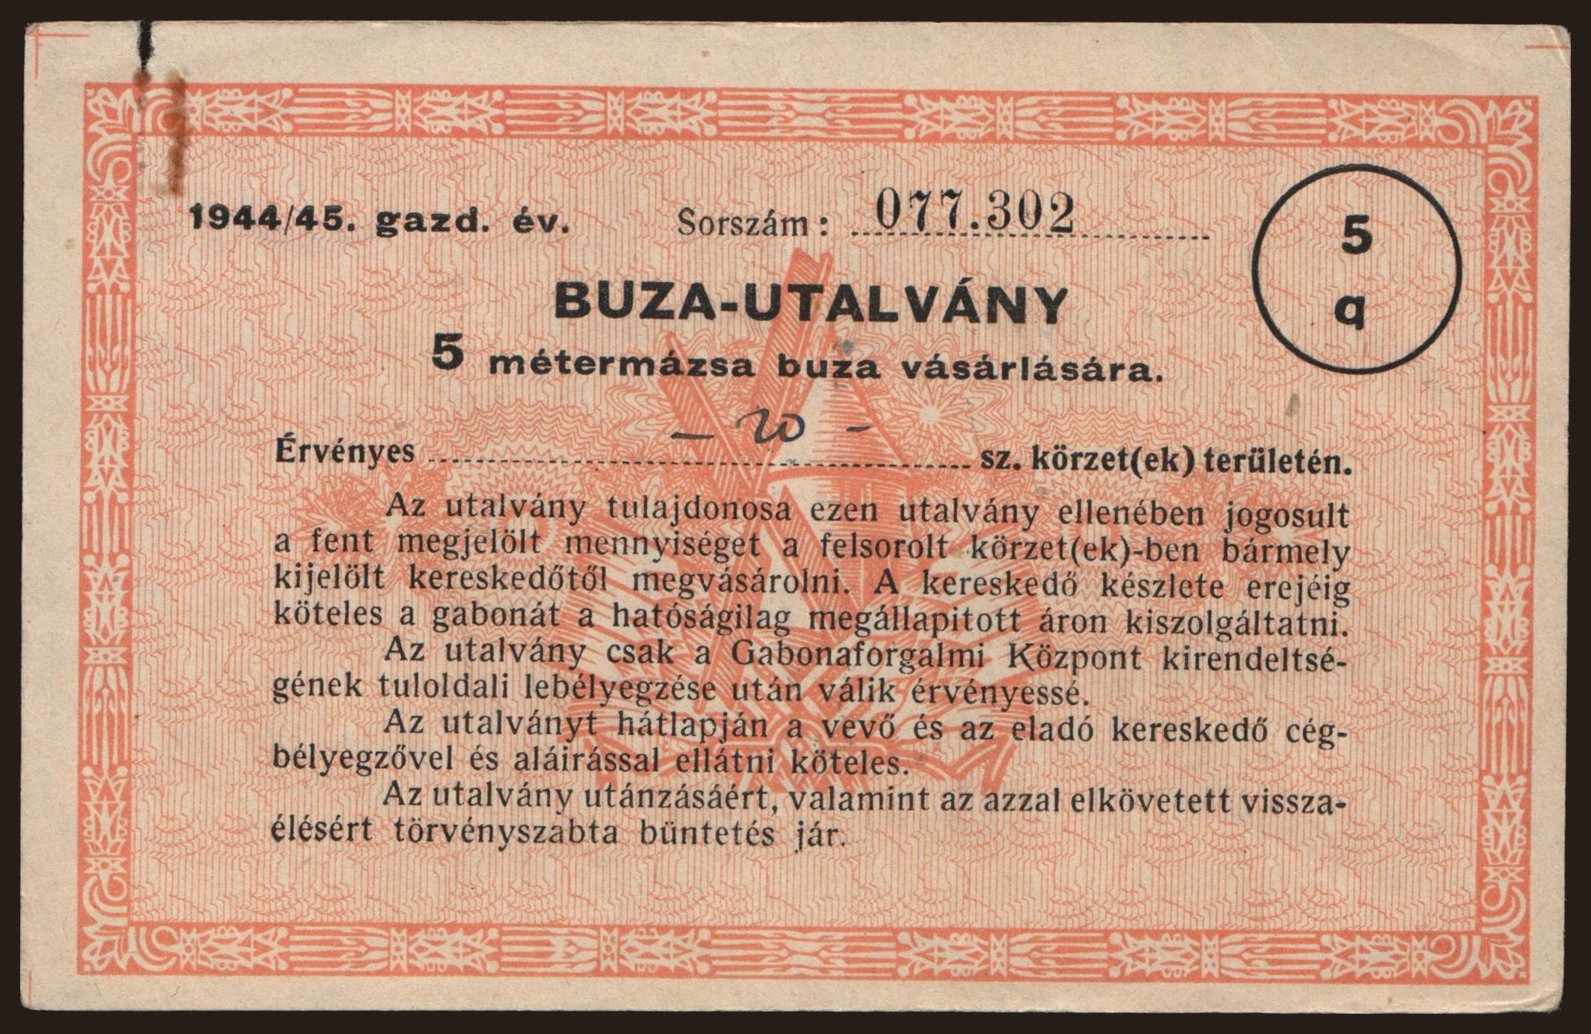 1944/45. gazd. év. Sorszám: 077.302
5
q
BUZA-UTALVÁNY
5 métermázsa buza vásárlására.
Érvényes – 20 – sz. körzet(ek) területén.
Az utalvány tulajdonosa ezen utalvány ellenében jogosult
a fent megjelölt mennyiséget a felsorolt körzet(ek)-ben bármely
kijelölt kereskedőtől megvásárolni. A kereskedő készlete erejéig
köteles a gabonát a hatóságilag megállapitott áron kiszolgáltatni.
Az utalvány csak a Gabonaforgalmi Központ kirendeltsé-
gének tuloldali lebélyegzése után válik érvényessé.
Az utalványt hátlapján a vevő és az eladó kereskedő cég-
bélyegzővel és aláirással ellátni köteles.
Az utalvány utánzásáért, valamint az azzal elkövetett vissza-
élésért törvényszabta büntetés jár.